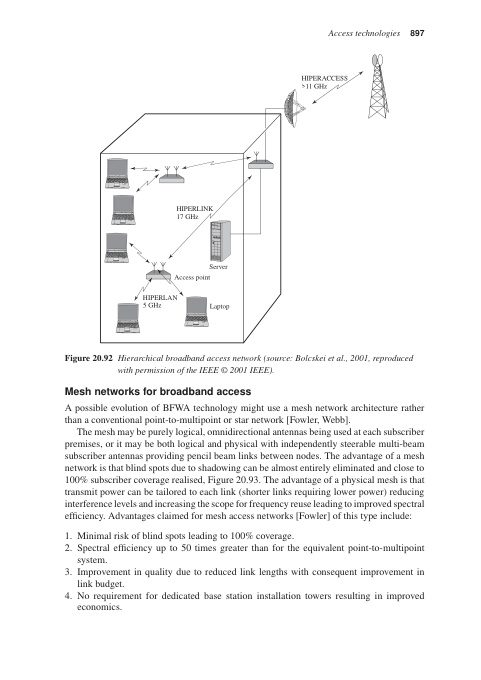 Access technologies 897
HIPERACCESS
>11 GHz
HIPERLINK
17 GHz
Server
Access point
HIPERLAN
5 GHz
Laptop
Figure 20.92 Hierarchical broadband access network (source: Bolcskei et al., 2001, reproduced
with permission of the IEEE © 2001 IEEE).
Mesh networks for broadband access
A possible evolution of BFWA technology might use a mesh network architecture rather
than a conventional point-to-multipoint or star network [Fowler, Webb].
The mesh may be purely logical, omnidirectional antennas being used at each subscriber
premises, or it may be both logical and physical with independently steerable multi-beam
subscriber antennas providing pencil beam links between nodes. The advantage of a mesh
network is that blind spots due to shadowing can be almost entirely eliminated and close to
100% subscriber coverage realised, Figure 20.93. The advantage of a physical mesh is that
transmit power can be tailored to each link (shorter links requiring lower power) reducing
interference levels and increasing the scope for frequency reuse leading to improved spectral
efficiency. Advantages claimed for mesh access networks [Fowler] of this type include:
1. Minimal risk of blind spots leading to 100% coverage.
2. Spectral efficiency up to 50 times greater than for the equivalent point-to-multipoint
system.
3. Improvement in quality due to reduced link lengths with consequent improvement in
link budget.
4. No requirement for dedicated base station installation towers resulting in improved
economics.